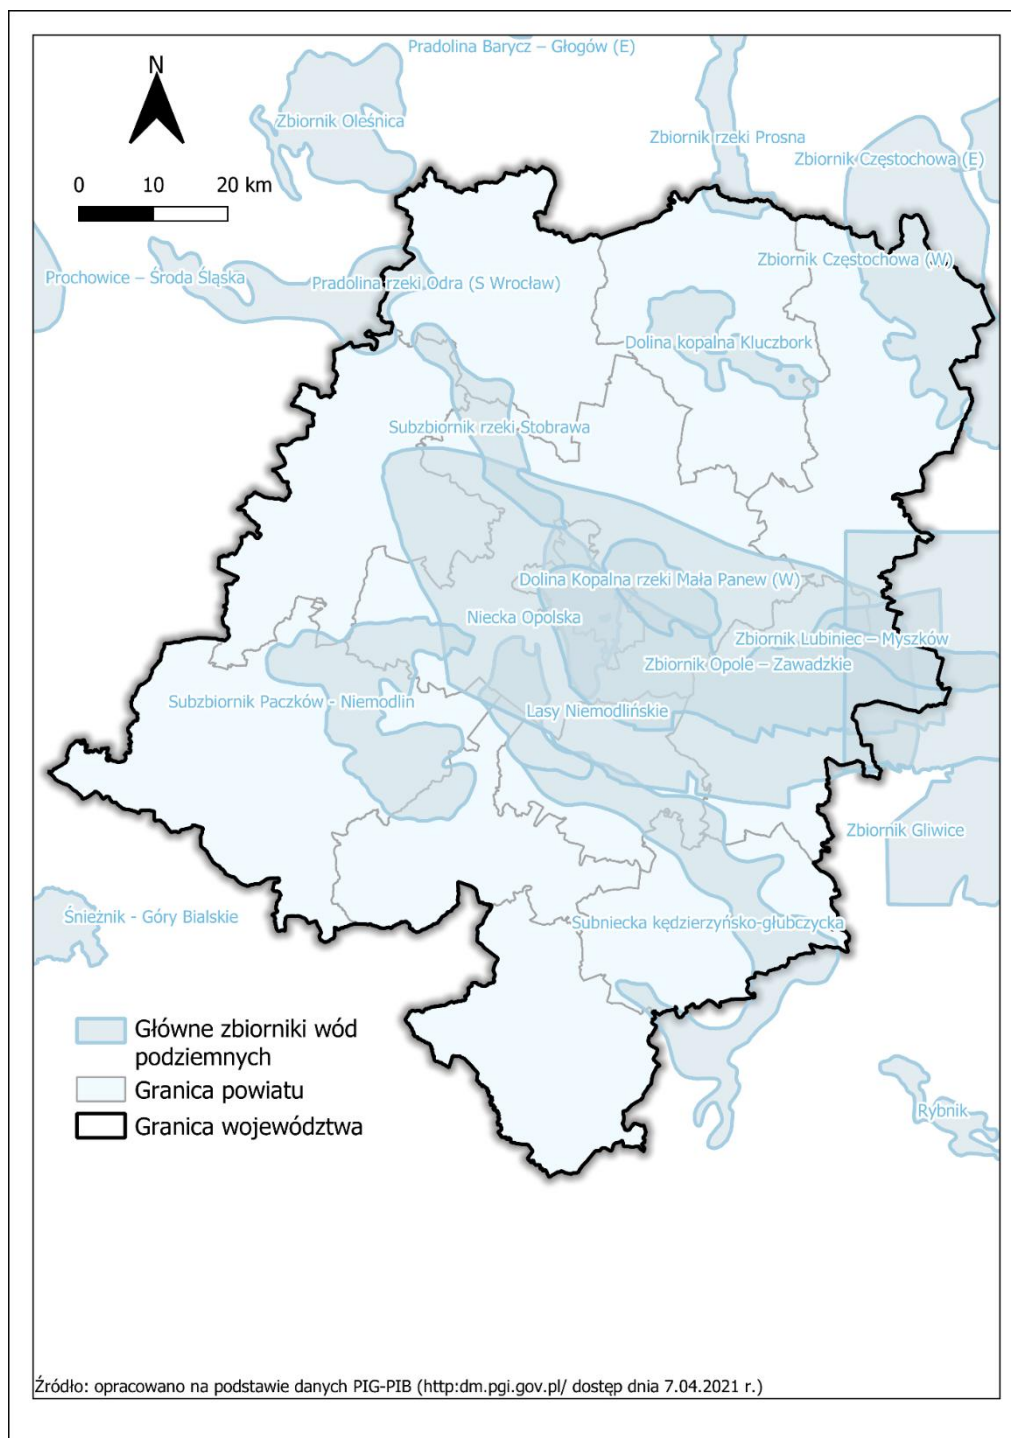 Pradolina Barycz – Głogów (E)
N
Zbiornik Oleśnica
Zbiornik rzeki Prosna
Zbiornik Częstochowa (E)
0 10 20 km
Zbiornik Częstochowa (W)
Prochowice – Środa Śląska
Pradolina rzeki Odra (S Wrocław)
Dolina kopalna Kluczbork
Subzbiornik rzeki Stobrawa
Dolina Kopalna rzeki Mała Panew (W)
Niecka Opolska
Zbiornik Lubiniec – Myszków
Zbiornik Opole – Zawadzkie
Subzbiornik Paczków - Niemodlin
Lasy Niemodlińskie
Zbiornik Gliwice
Śnieżnik - Góry Bialskie
Subniecka kędzierzyńsko-głubczycka
Główne zbiorniki wód
podziemnych
Granica powiatu
Granica województwa
Rybnik
Źródło: opracowano na podstawie danych PIG-PIB (http:dm.pgi.gov.pl/ dostęp dnia 7.04.2021 r.)